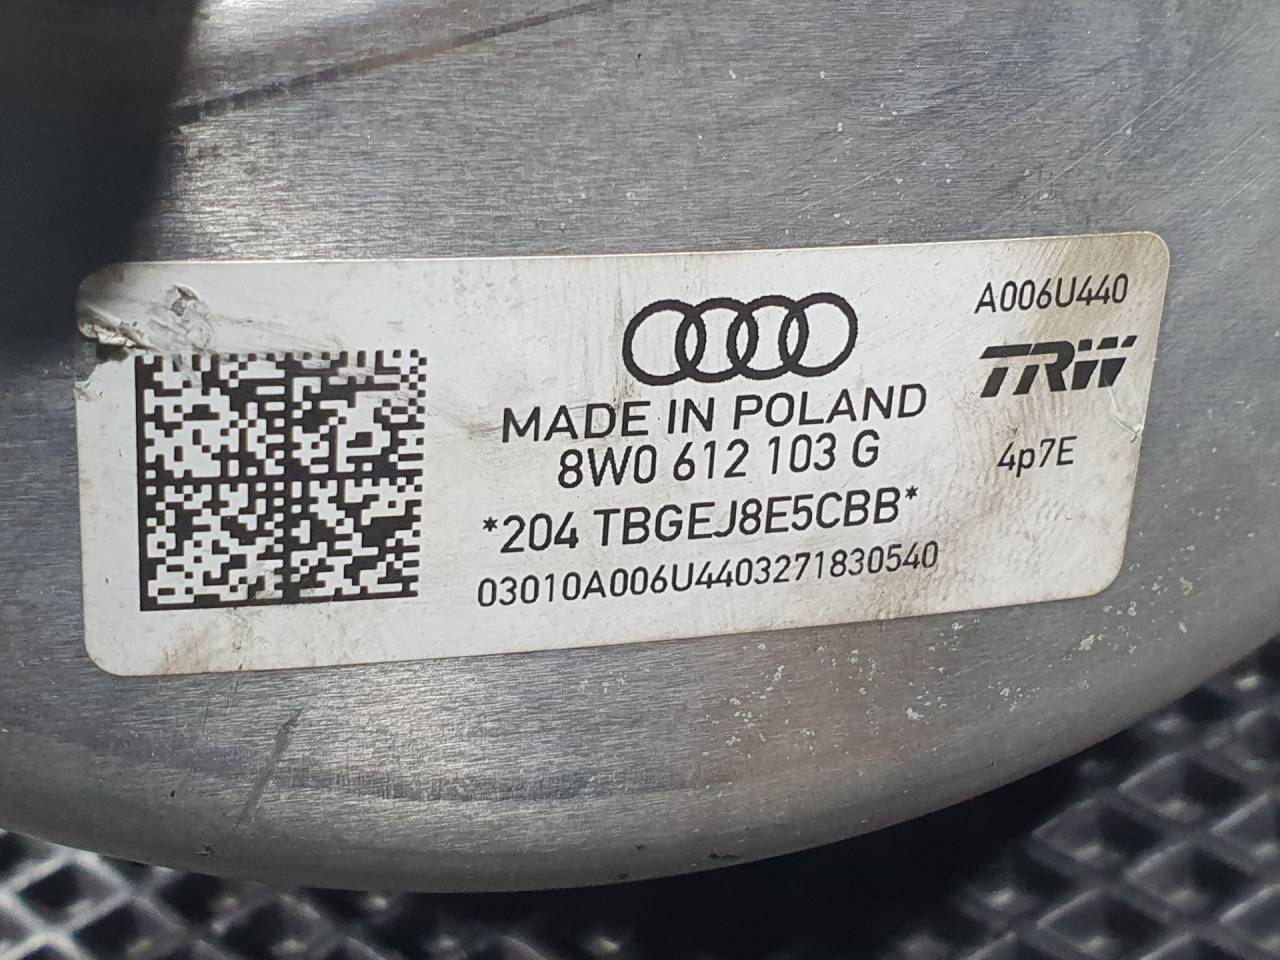 A006U440
TRW
MADE IN POLAND
8W0 612 103 G
4p7E
*204 TBGEJ8E5CBB*
03010A006U4403271830540